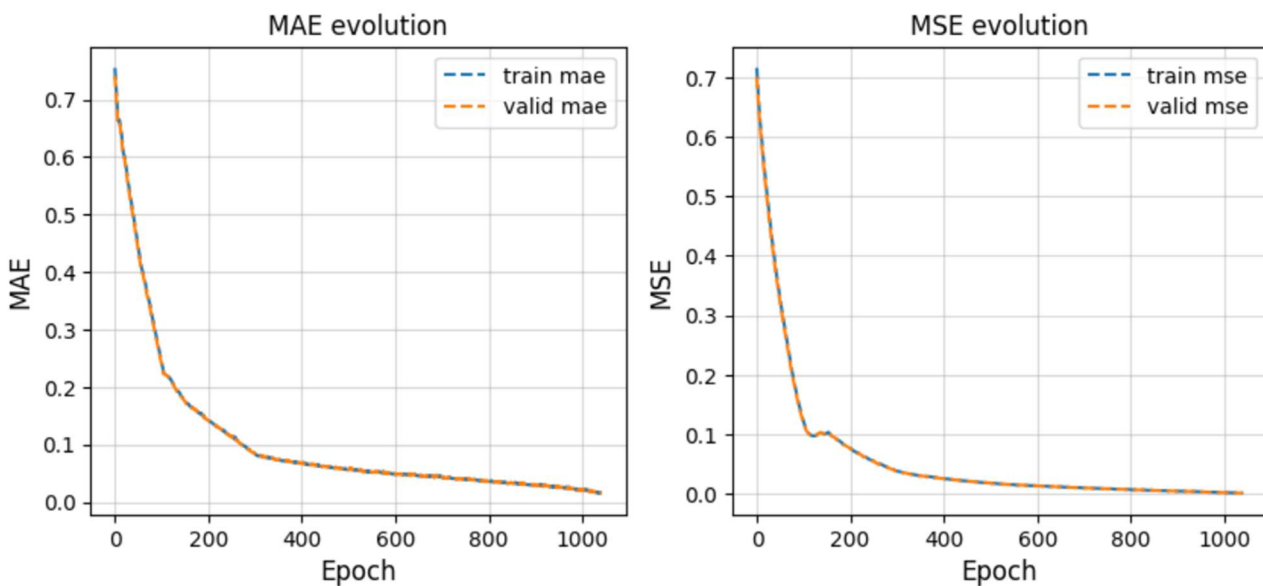 MAE evolution
train mae
valid mae
MAE
0.7
0.6
0.5
0.4
0.3
0.2
0.1
0.0
0 200 400 600 800 1000
Epoch
MSE evolution
train mse
valid mse
MSE
0.7
0.6
0.5
0.4
0.3
0.2
0.1
0.0
0 200 400 600 800 1000
Epoch